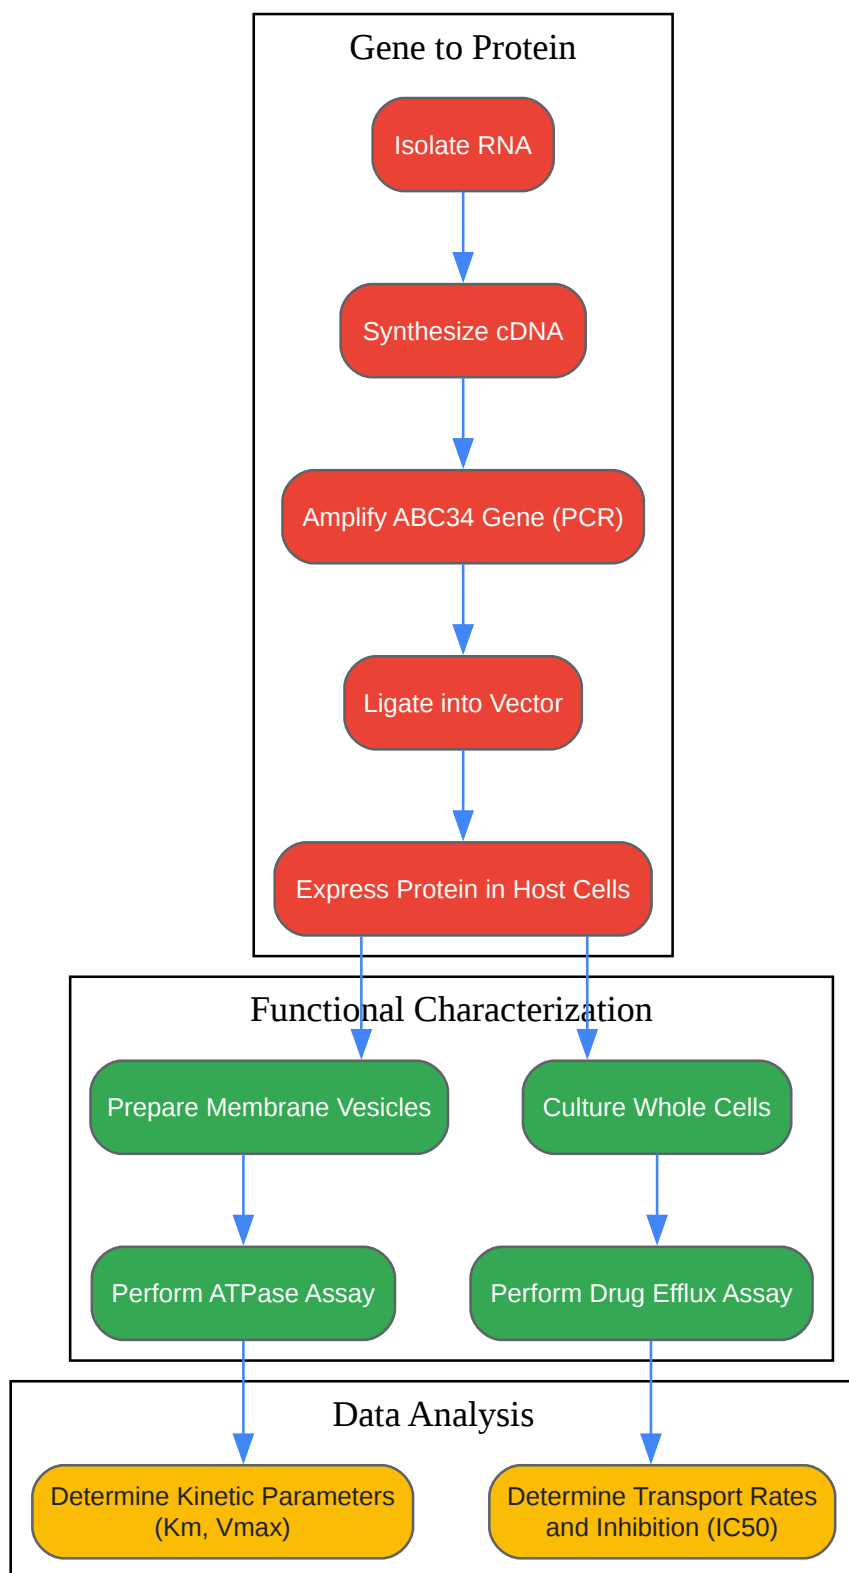 Gene to Protein
Isolate RNA
Synthesize cDNA
Amplify ABC34 Gene (PCR)
Ligate into Vector
Express Protein in Host Cells
Functional Characterization
Prepare Membrane Vesicles
Culture Whole Cells
Perform ATPase Assay
Perform Drug Efflux Assay
Data Analysis
Determine Kinetic Parameters
(Km, Vmax)
Determine Transport Rates
and Inhibition (IC50)